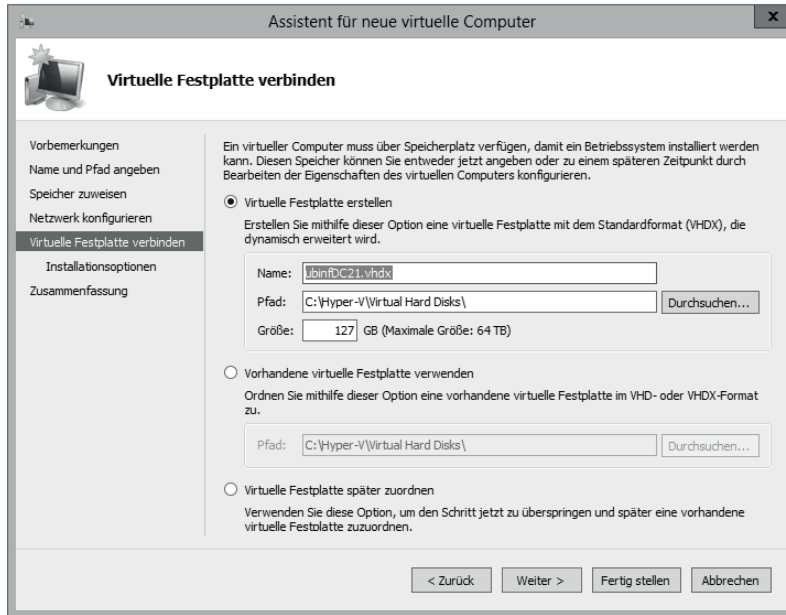 Assistent für neue virtuelle Computer
x
Virtuelle Festplatte verbinden
Vorbemerkungen
Name und Pfad angeben
Speicher zuweisen
Netzwerk konfigurieren
Virtuelle Festplatte verbinden
Installationsoptionen
Zusammenfassung
Ein virtueller Computer muss über Speicherplatz verfügen, damit ein Betriebssystem installiert werden
kann. Diesen Speicher können Sie entweder jetzt angeben oder zu einem späteren Zeitpunkt durch
Bearbeiten der Eigenschaften des virtuellen Computers konfigurieren.
Virtuelle Festplatte erstellen
Erstellen Sie mithilfe dieser Option eine virtuelle Festplatte mit dem Standardformat (VHDX), die
dynamisch erweitert wird.
Name: ubinfDC21.vhdx
Pfad: C:\Hyper-V\Virtual Hard Disks\ Durchsuchen...
Größe: 127 GB (Maximale Größe: 64 TB)
Vorhandene virtuelle Festplatte verwenden
Ordnen Sie mithilfe dieser Option eine vorhandene virtuelle Festplatte im VHD- oder VHDX-Format
zu.
Pfad: C:\Hyper-V\Virtual Hard Disks\ Durchsuchen...
Virtuelle Festplatte später zuordnen
Verwenden Sie diese Option, um den Schritt jetzt zu überspringen und später eine vorhandene
virtuelle Festplatte zuzuordnen.
< Zurück Weiter > Fertig stellen Abbrechen